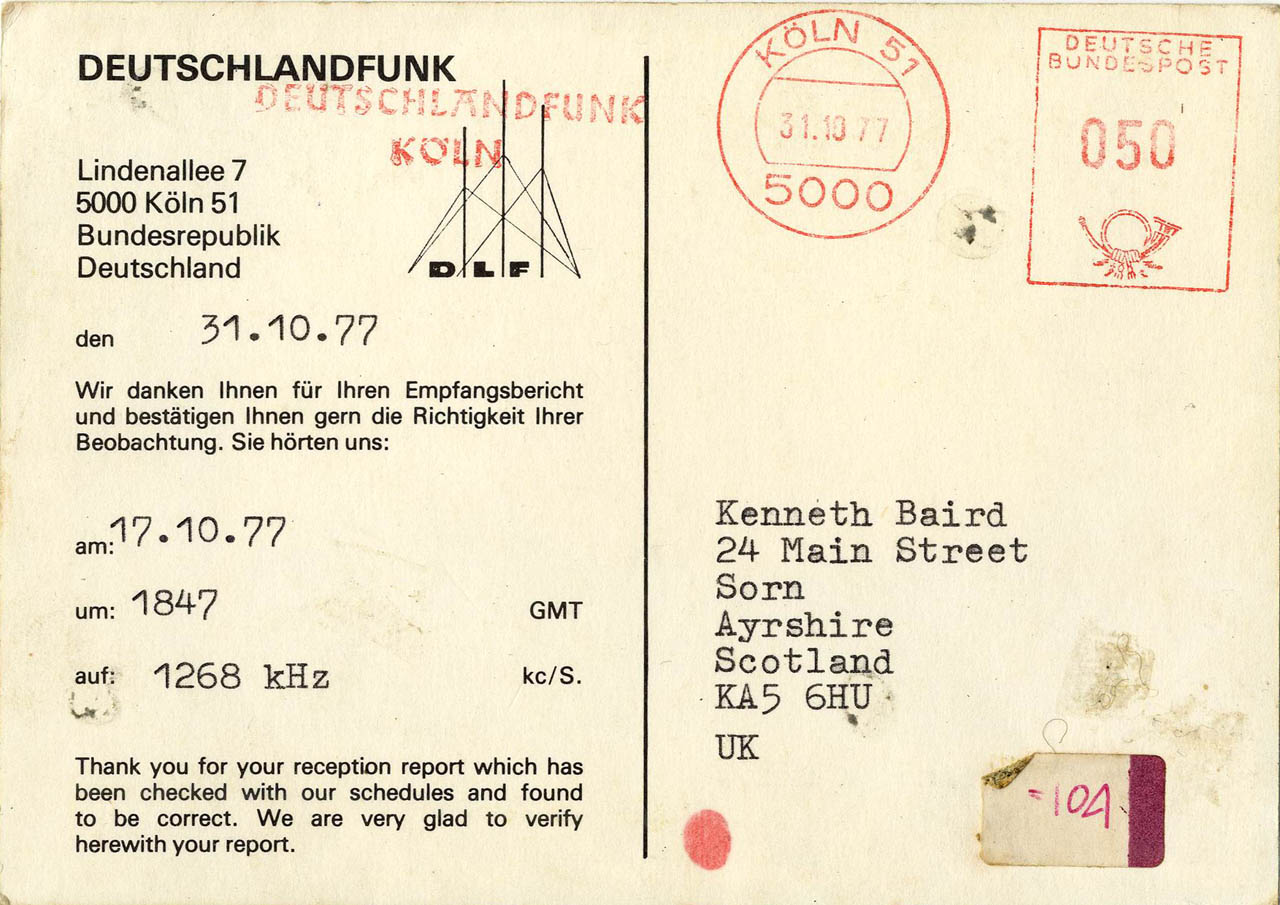 DEUTSCHLANDFUNK
DEUTSCHLANDFUNK
KÖLN
Lindenallee 7
5000 Köln 51
Bundesrepublik
Deutschland
DLF
den 31.10.77
Wir danken Ihnen für Ihren Empfangsbericht
und bestätigen Ihnen gern die Richtigkeit Ihrer
Beobachtung. Sie hörten uns:
am: 17.10.77
um: 1847 GMT
auf: 1268 kHz kc/S.
Thank you for your reception report which has
been checked with our schedules and found
to be correct. We are very glad to verify
herewith your report.
KÖLN 51
31.10 77
5000
DEUTSCHE
BUNDESPOST
050
Kenneth Baird
24 Main Street
Sorn
Ayrshire
Scotland
KA5 6HU
UK